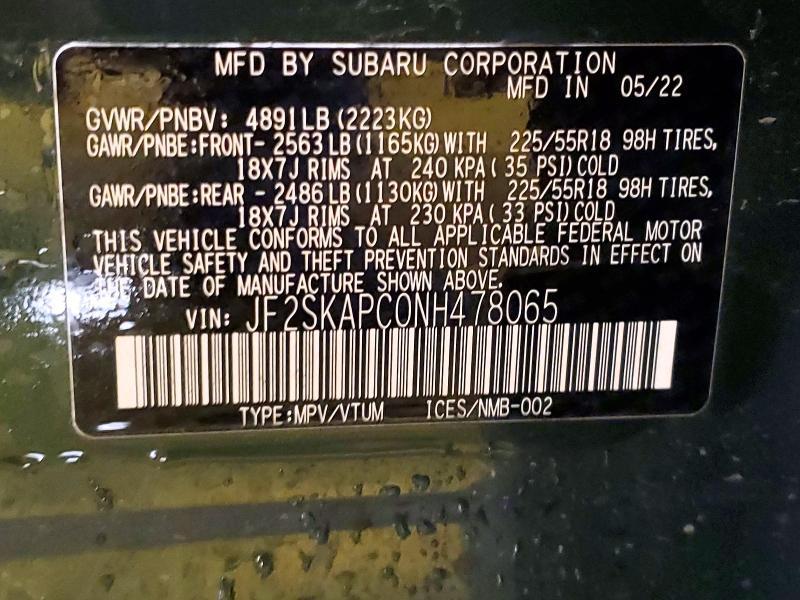 MFD BY SUBARU CORPORATION
MFD IN 05/22
GVWR/PNBV: 4891LB(2223KG)
GAWR/PNBE:FRONT- 2563LB(1165KG)WITH 225/55R18 98H TIRES,
18X7J RIMS AT 240 KPA( 35 PSI)COLD
GAWR/PNBE:REAR - 2486LB(1130KG)WITH 225/55R18 98H TIRES,
18X7J RIMS AT 230 KPA( 33 PSI)COLD
THIS VEHICLE CONFORMS TO ALL APPLICABLE FEDERAL MOTOR
VEHICLE SAFETY AND THEFT PREVENTION STANDARDS IN EFFECT ON
THE DATE OF MANUFACTURE SHOWN ABOVE.
VIN: JF2SKAPC0NH478065
TYPE:MPV/VTUM ICES/NMB-002